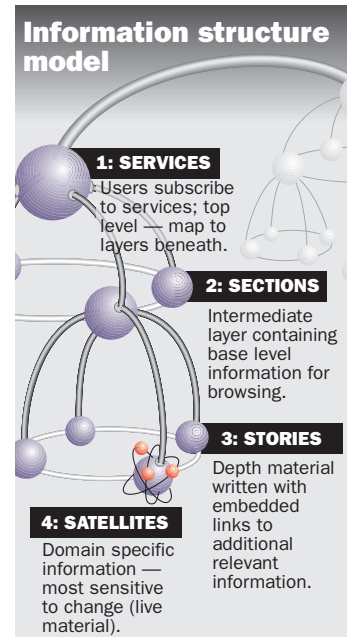 Information structure
model
1: SERVICES
Users subscribe
to services; top
level — map to
layers beneath.
2: SECTIONS
Intermediate
layer containing
base level
information for
browsing.
3: STORIES
Depth material
written with
embedded
links to
additional
relevant
information.
4: SATELLITES
Domain specific
information —
most sensitive
to change (live
material).